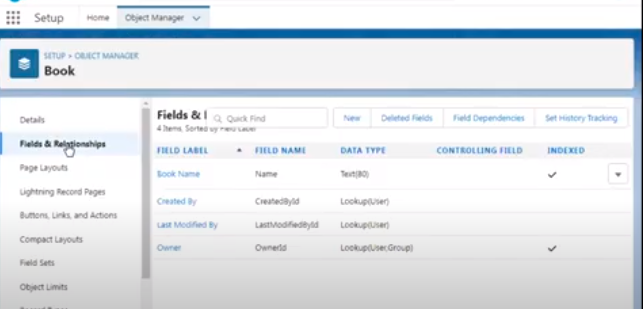 Setup Home Object Manager
SETUP > OBJECT MANAGER
Book
Details
Fields & Relationships
Page Layouts
Lightning Record Pages
Buttons, Links, and Actions
Compact Layouts
Field Sets
Object Limits
Fields & Quick Find New Deleted Fields Field Dependencies Set History Tracking
4 Items, Sorted by Field Label
FIELD LABEL FIELD NAME DATA TYPE CONTROLLING FIELD INDEXED
Book Name Name Text(80)
Created By CreatedById Lookup(User)
Last Modified By LastModifiedById Lookup(User)
Owner OwnerId Lookup(User,Group)